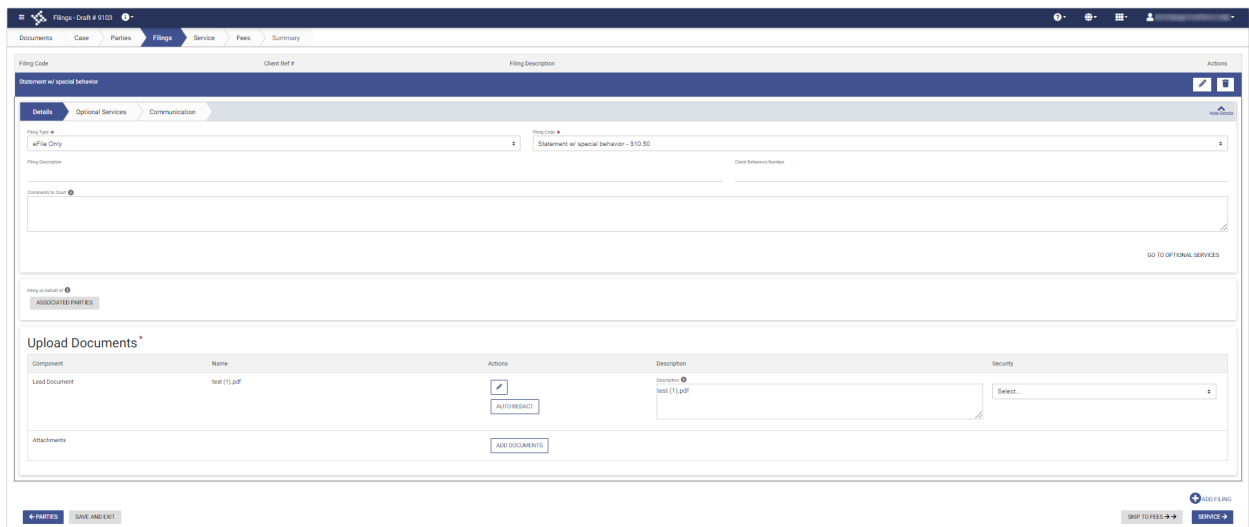 Filings - Draft # 9103
Documents Case Parties Filings Service Fees Summary
Filing Code Client Ref # Filing Description Actions
Statement w/ special behavior
Details Optional Services Communication Hide Details
Filing Type * Filing Code *
eFile Only Statement w/ special behavior - $10.50
Filing Description Client Reference Number
Comments to Court
GO TO OPTIONAL SERVICES
Filing on behalf of
ASSOCIATED PARTIES
Upload Documents*
Component Name Actions Description Security
Lead Document test (1).pdf Description
test (1).pdf Select...
AUTO-REDACT
Attachments ADD DOCUMENTS
ADD FILING
PARTIES SAVE AND EXIT SKIP TO FEES SERVICE